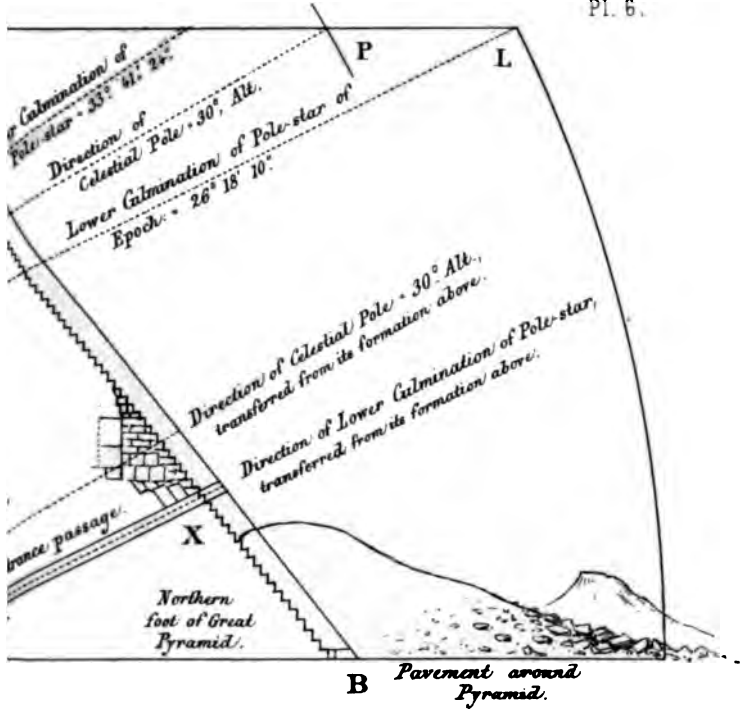 Pl. 6.
P
L
r Culmination of
Pole-star = 33° 41' 24"
Direction of
Celestial Pole = 30°, Alt.
Lower Culmination of Pole-star of
Epoch = 26° 18' 10"
Direction of Celestial Pole = 30° Alt.,
transferred from its formation above.
Direction of Lower Culmination of Pole-star,
transferred from its formation above.
X
trance passage.
Northern
foot of Great
Pyramid.
B
Pavement around
Pyramid.